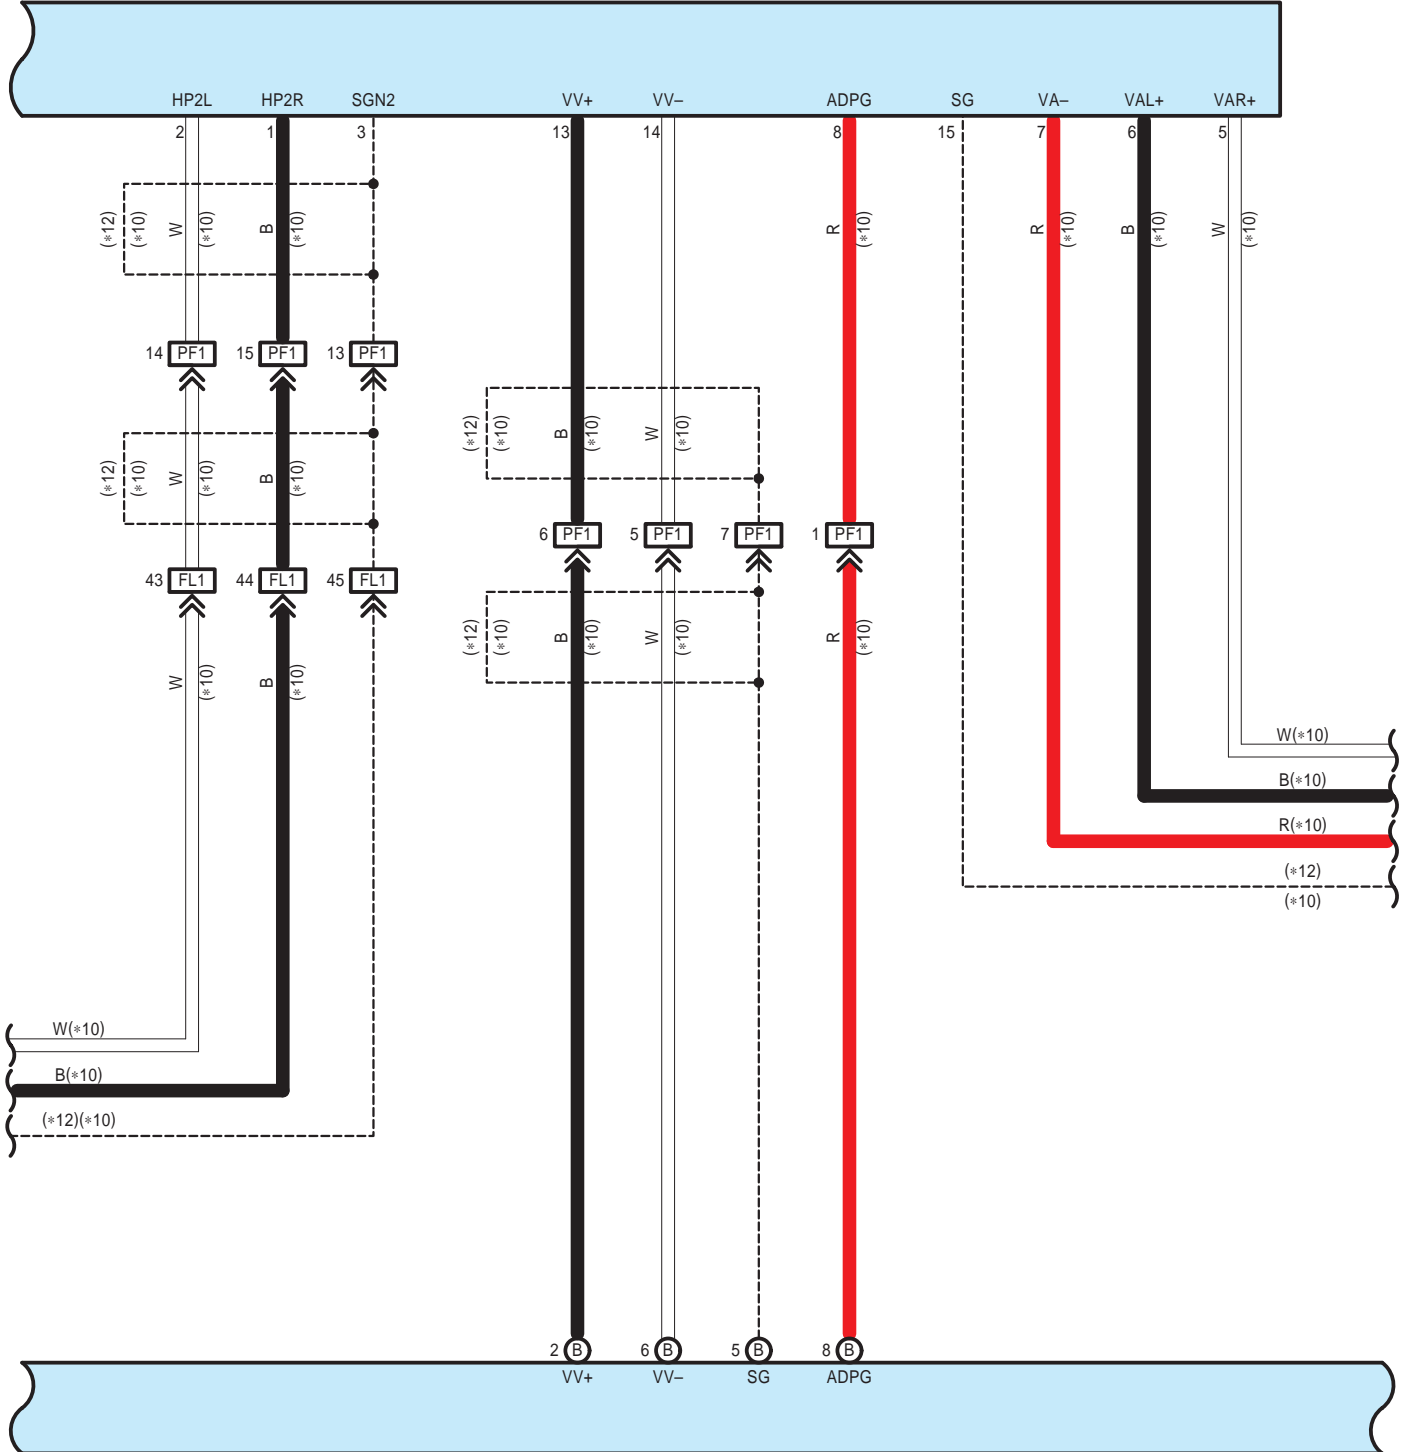 HP2L HP2R SGN2 VV+ VV– ADPG SG VA– VAL+ VAR+
2 1 3 13 14 8 15 7 6 5
(*12) (*10) W (*10) B (*10) R (*10) R (*10) B (*10) W (*10)
14 PF1 15 PF1 13 PF1
(*12) (*10) B (*10) W (*10)
(*12) (*10) W (*10) B (*10)
6 PF1 5 PF1 7 PF1 1 PF1
43 FL1 44 FL1 45 FL1
(*12) (*10) B (*10) W (*10) R (*10)
W (*10) B (*10)
W(*10)
B(*10)
R(*10)
(*12)
(*10)
W(*10)
B(*10)
(*12)(*10)
2 B 6 B 5 B 8 B
VV+ VV– SG ADPG